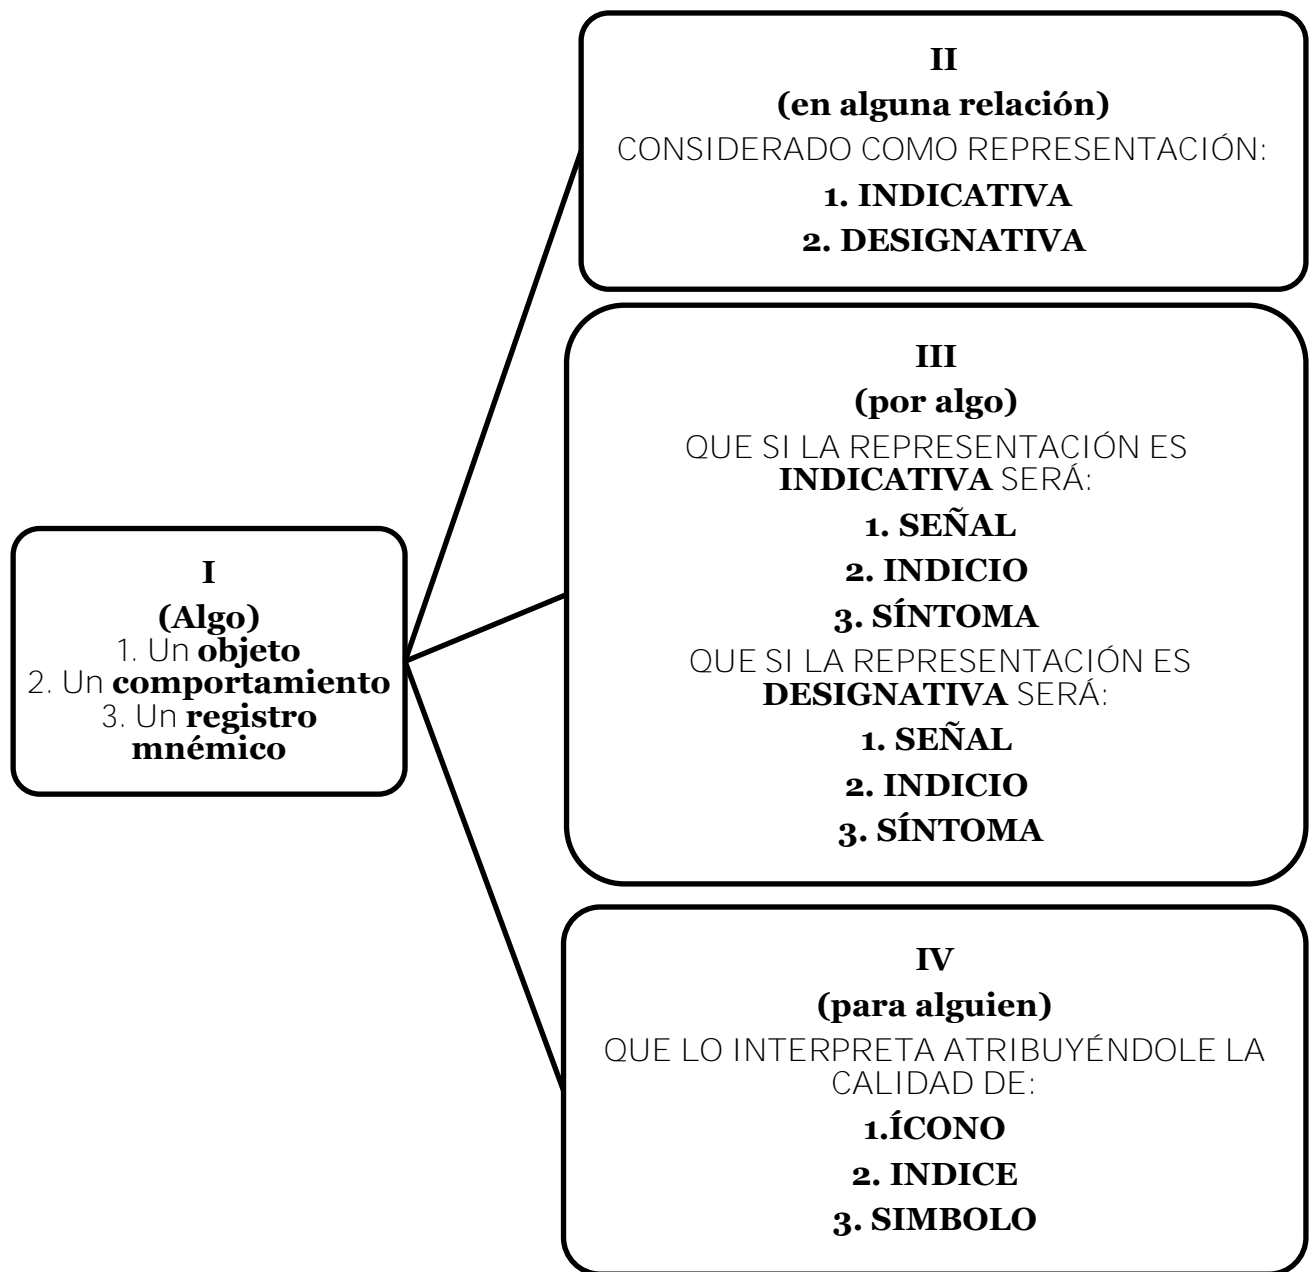 II
(en alguna relación)
CONSIDERADO COMO REPRESENTACIÓN:
1. INDICATIVA
2. DESIGNATIVA
III
(por algo)
QUE SI LA REPRESENTACIÓN ES
INDICATIVA SERÁ:
1. SEÑAL
2. INDICIO
3. SÍNTOMA
QUE SI LA REPRESENTACIÓN ES
DESIGNATIVA SERÁ:
1. SEÑAL
2. INDICIO
3. SÍNTOMA
I
(Algo)
1. Un objeto
2. Un comportamiento
3. Un registro
mnémico
IV
(para alguien)
QUE LO INTERPRETA ATRIBUYÉNDOLE LA
CALIDAD DE:
1.ÍCONO
2. INDICE
3. SIMBOLO